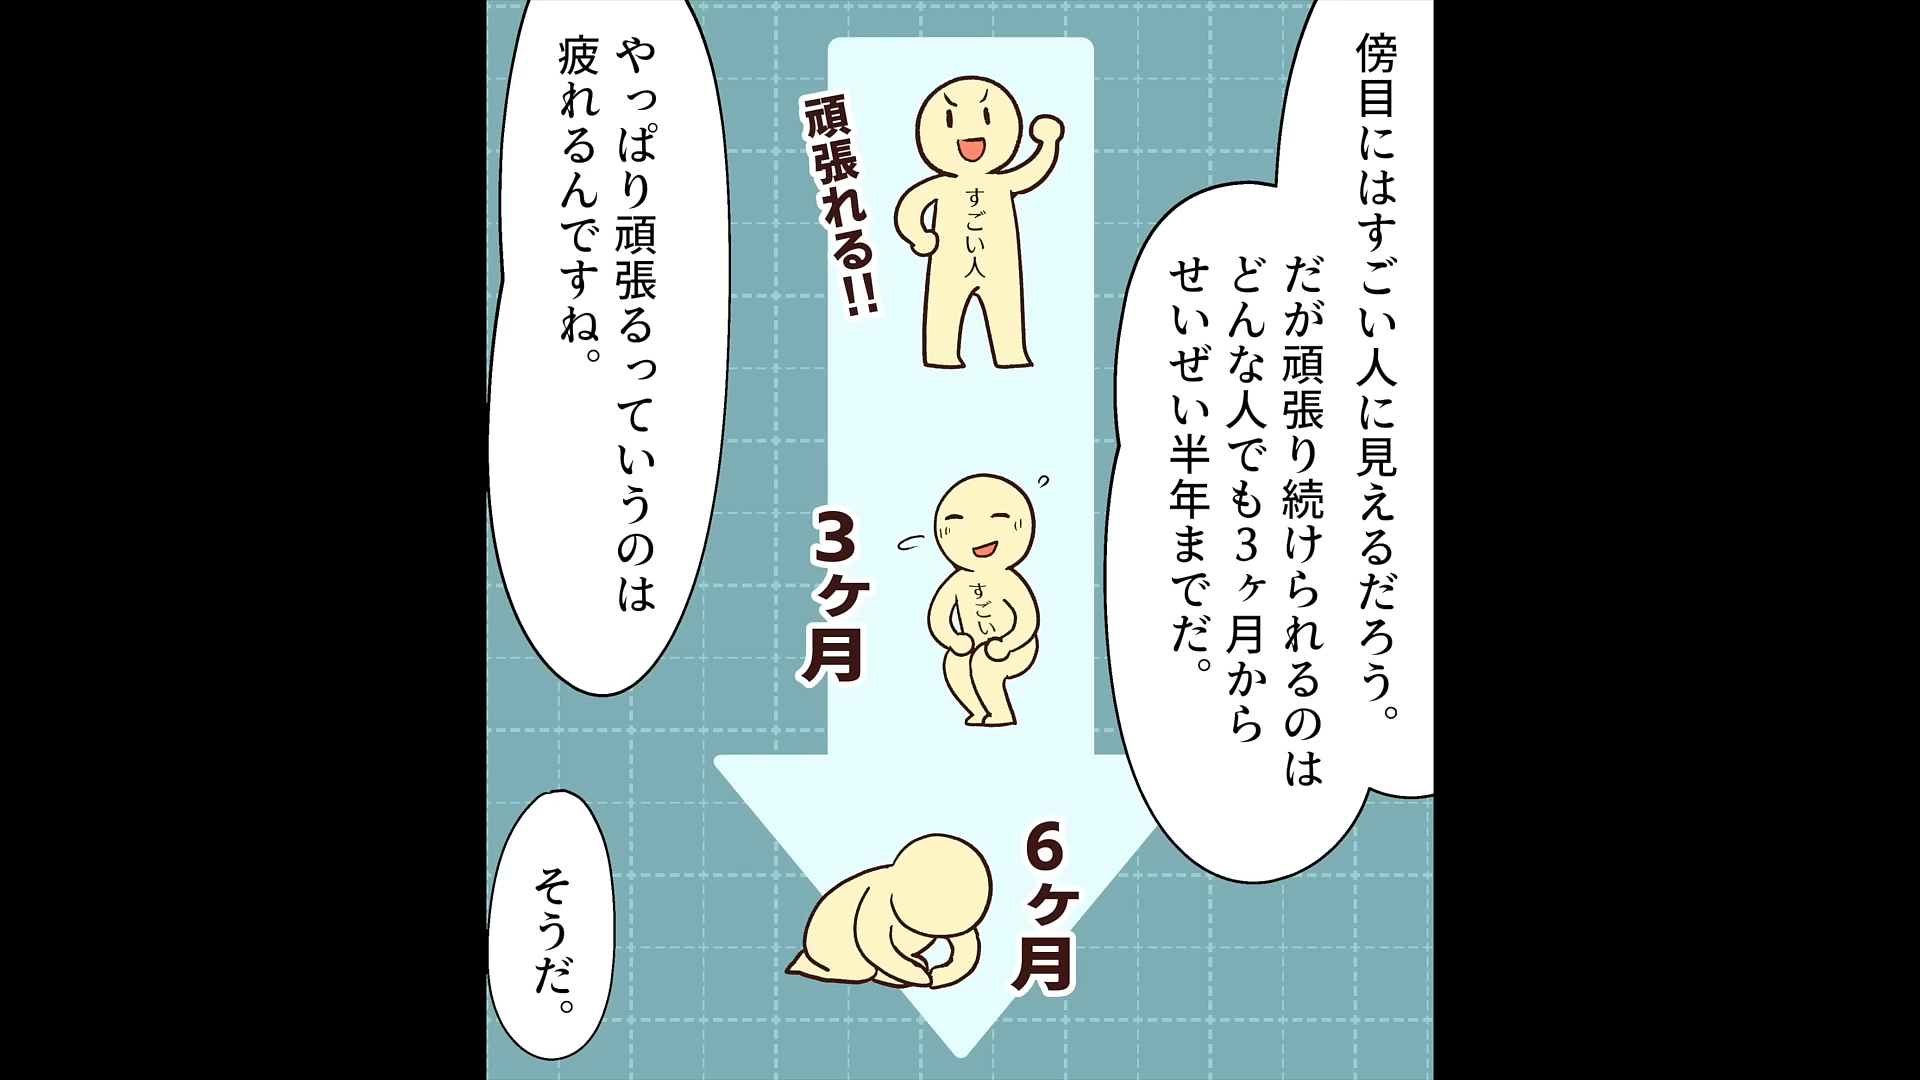 傍目にはすごい人に見えるだろう。
だが頑張り続けられるのは
どんな人でも3ヶ月から
せいぜい半年までだ。
頑張れる!!
すごい人
3ヶ月
すごい
6ヶ月
やっぱり頑張るっていうのは
疲れるんですね。
そうだ。